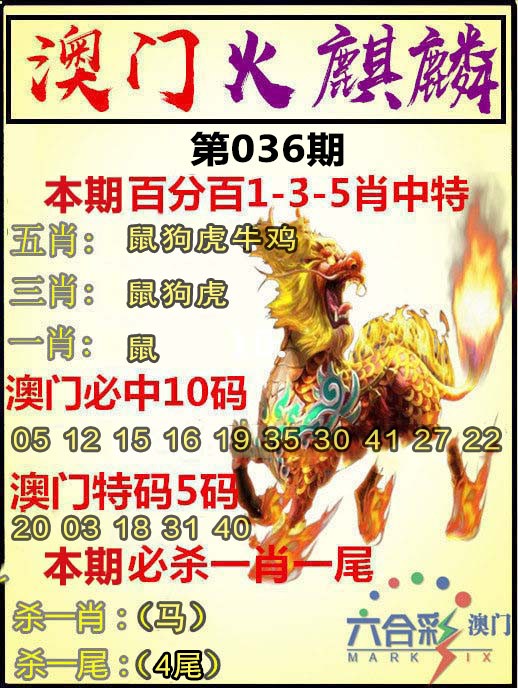 澳门火麒麟
第036期
本期百分百1-3-5肖中特
五肖：鼠狗虎牛鸡
三肖：鼠狗虎
一肖：鼠
澳门必中10码
05 12 15 16 19 35 30 41 27 22
澳门特码5码
20 03 18 31 40
本期必杀一肖一尾
杀一肖：（马）
杀一尾：（4尾）
六合彩 澳门
MARK SIX